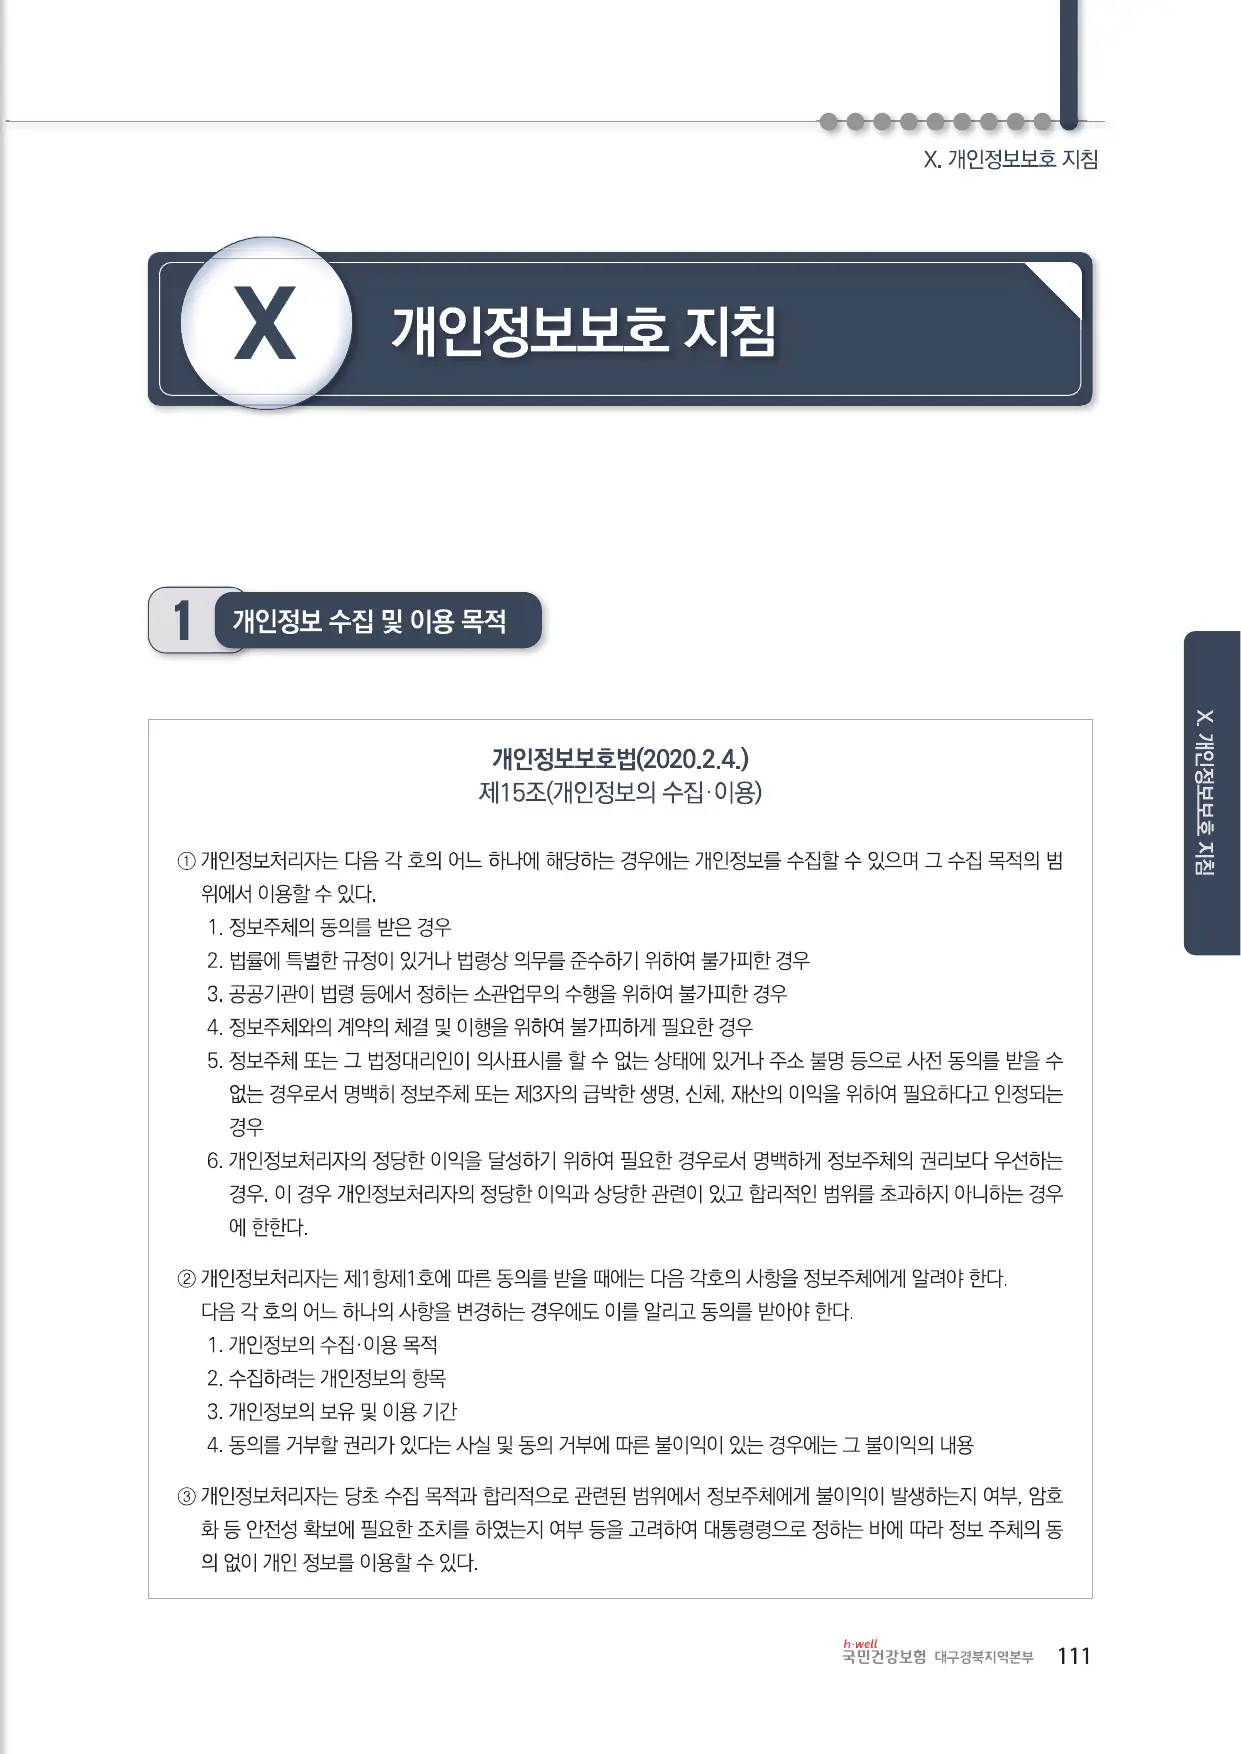 X. 개인정보보호 지침
X 개인정보보호 지침
1 개인정보 수집 및 이용 목적
X. 개인정보보호 지침
개인정보보호법(2020.2.4.)
제15조(개인정보의 수집·이용)
① 개인정보처리자는 다음 각 호의 어느 하나에 해당하는 경우에는 개인정보를 수집할 수 있으며 그 수집 목적의 범
위에서 이용할 수 있다.
1. 정보주체의 동의를 받은 경우
2. 법률에 특별한 규정이 있거나 법령상 의무를 준수하기 위하여 불가피한 경우
3. 공공기관이 법령 등에서 정하는 소관업무의 수행을 위하여 불가피한 경우
4. 정보주체와의 계약의 체결 및 이행을 위하여 불가피하게 필요한 경우
5. 정보주체 또는 그 법정대리인이 의사표시를 할 수 없는 상태에 있거나 주소 불명 등으로 사전 동의를 받을 수
없는 경우로서 명백히 정보주체 또는 제3자의 급박한 생명, 신체, 재산의 이익을 위하여 필요하다고 인정되는
경우
6. 개인정보처리자의 정당한 이익을 달성하기 위하여 필요한 경우로서 명백하게 정보주체의 권리보다 우선하는
경우. 이 경우 개인정보처리자의 정당한 이익과 상당한 관련이 있고 합리적인 범위를 초과하지 아니하는 경우
에 한한다.
② 개인정보처리자는 제1항제1호에 따른 동의를 받을 때에는 다음 각호의 사항을 정보주체에게 알려야 한다.
다음 각 호의 어느 하나의 사항을 변경하는 경우에도 이를 알리고 동의를 받아야 한다.
1. 개인정보의 수집·이용 목적
2. 수집하려는 개인정보의 항목
3. 개인정보의 보유 및 이용 기간
4. 동의를 거부할 권리가 있다는 사실 및 동의 거부에 따른 불이익이 있는 경우에는 그 불이익의 내용
③ 개인정보처리자는 당초 수집 목적과 합리적으로 관련된 범위에서 정보주체에게 불이익이 발생하는지 여부, 암호
화 등 안전성 확보에 필요한 조치를 하였는지 여부 등을 고려하여 대통령령으로 정하는 바에 따라 정보 주체의 동
의 없이 개인 정보를 이용할 수 있다.
h·well
국민건강보험 대구경북지역본부 111